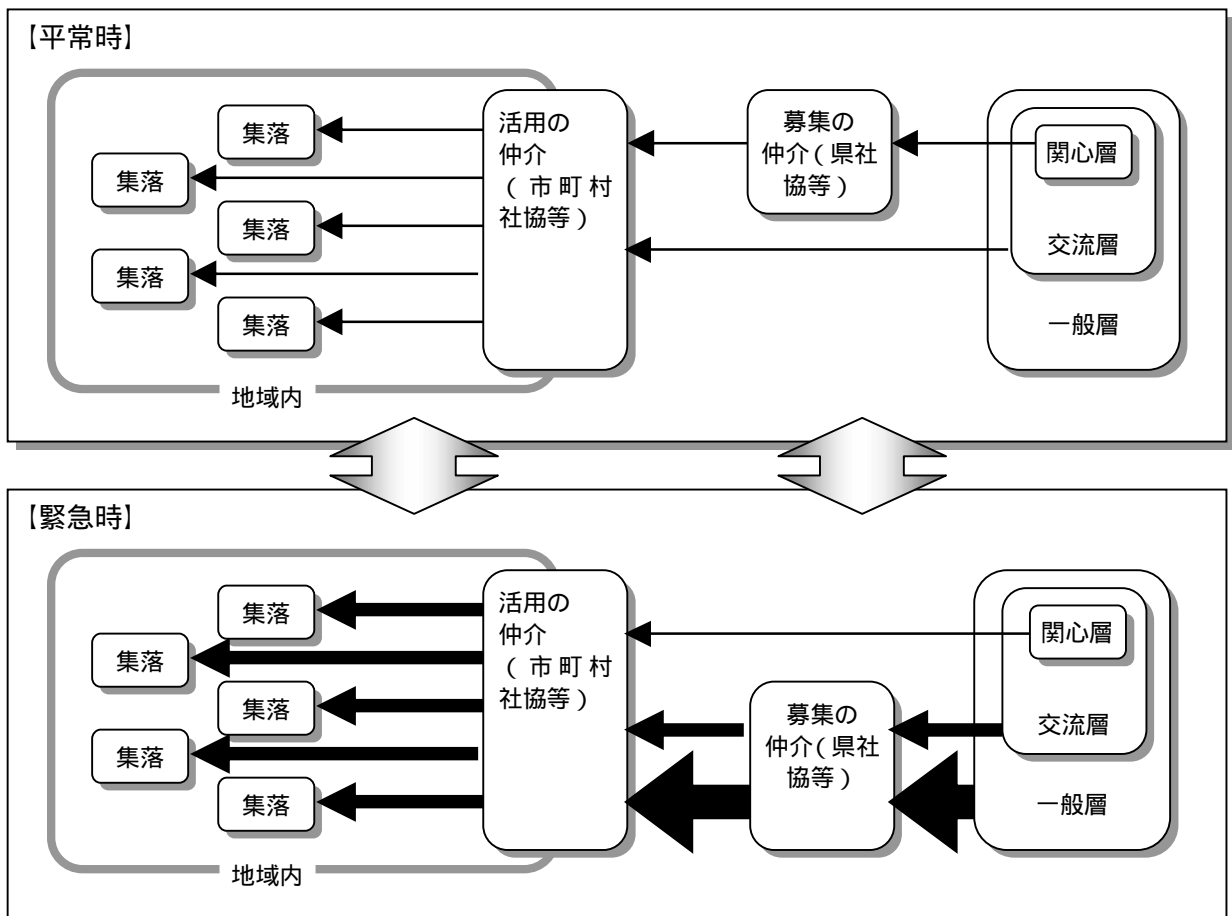 【平常時】
集落
集落
集落
集落
集落
地域内
活用の
仲介
（市町村
社協等）
募集の
仲介（県社
協等）
関心層
交流層
一般層
【緊急時】
集落
集落
集落
集落
集落
地域内
活用の
仲介
（市町村
社協等）
募集の
仲介（県社
協等）
関心層
交流層
一般層